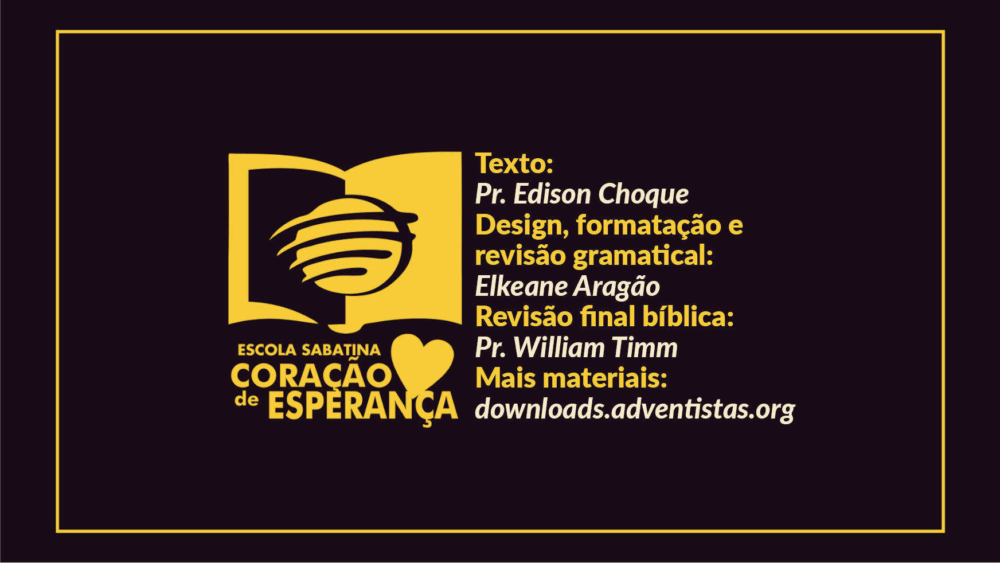 ESCOLA SABATINA
CORAÇÃO
de ESPERANÇA
Texto:
Pr. Edison Choque
Design, formatação e
revisão gramatical:
Elkeane Aragão
Revisão final bíblica:
Pr. William Timm
Mais materiais:
downloads.adventistas.org